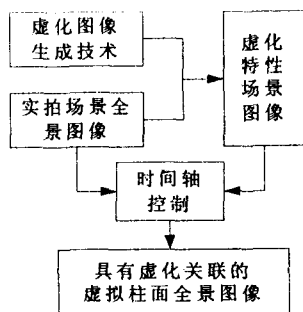 虚化图像
生成技术
虚化
特性
场景
图像
实拍场景全
景图像
时间轴
控制
具有虚化关联的
虚拟柱面全景图像